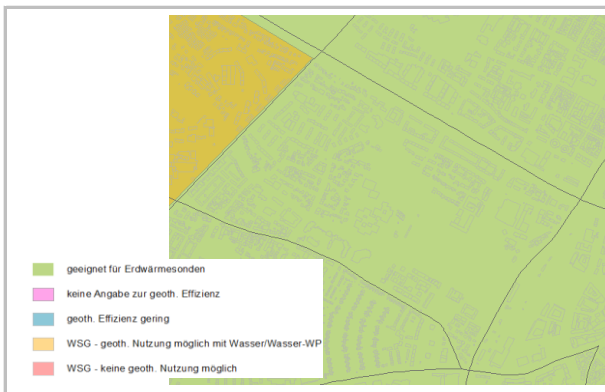 geeignet für Erdwärmesonden
keine Angabe zur geoth. Effizienz
geoth. Effizienz gering
WSG - geoth. Nutzung möglich mit Wasser/Wasser-WP
WSG - keine geoth. Nutzung möglich